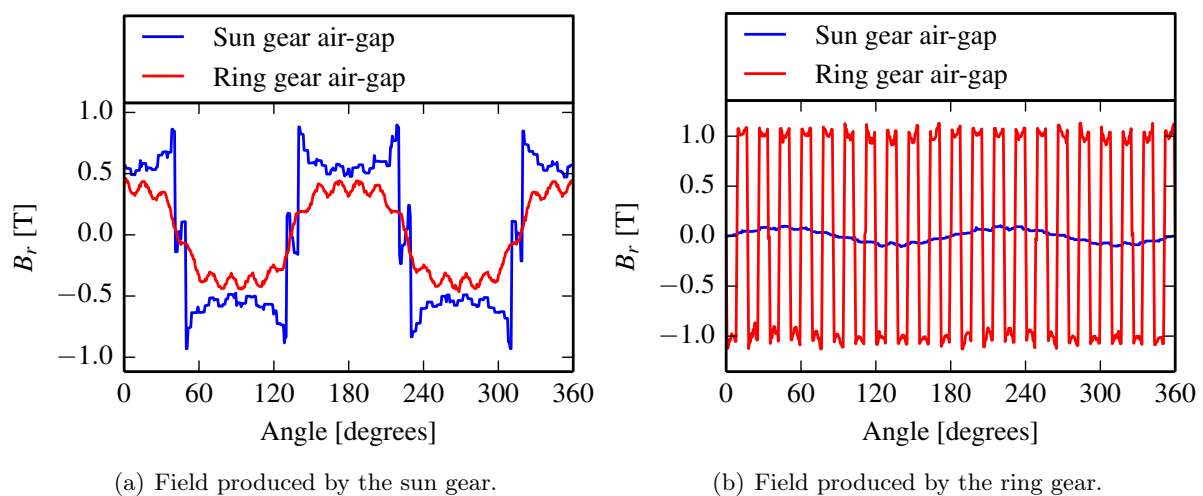 Sun gear air-gap
Ring gear air-gap
1.0
0.5
0.0
−0.5
−1.0
B_r [T]
0 60 120 180 240 300 360
Angle [degrees]
(a) Field produced by the sun gear.
Sun gear air-gap
Ring gear air-gap
1.0
0.5
0.0
−0.5
−1.0
B_r [T]
0 60 120 180 240 300 360
Angle [degrees]
(b) Field produced by the ring gear.